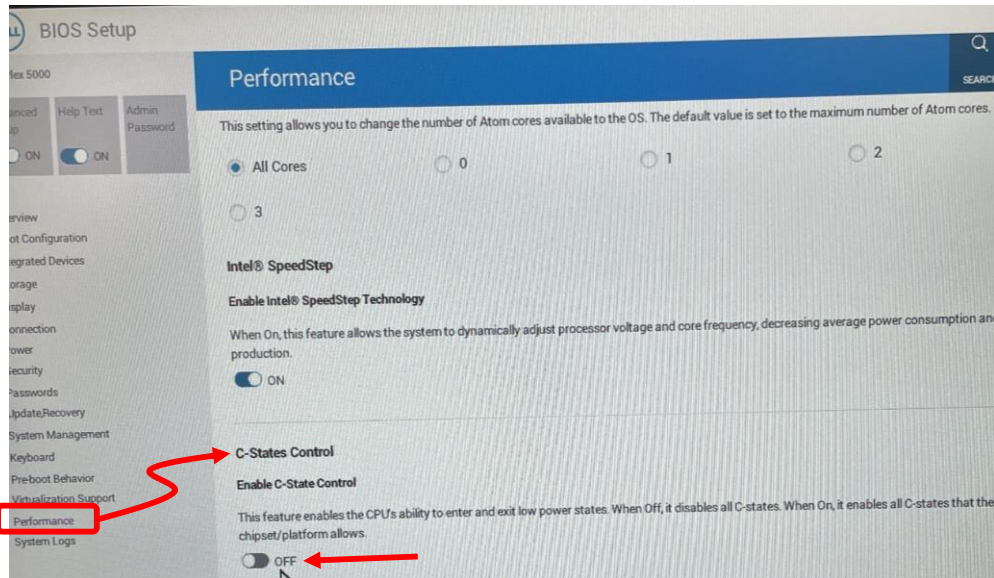 BIOS Setup
5000
Help Text
Admin
Password
ON
ON
Performance
SEARCH
This setting allows you to change the number of Atom cores available to the OS. The default value is set to the maximum number of Atom cores.
All Cores
0
1
2
3
Intel® SpeedStep
Enable Intel® SpeedStep Technology
When On, this feature allows the system to dynamically adjust processor voltage and core frequency, decreasing average power consumption and
production.
ON
C-States Control
Enable C-State Control
This feature enables the CPU's ability to enter and exit low power states. When Off, it disables all C-states. When On, it enables all C-states that the
chipset/platform allows.
OFF
Configuration
Devices
Update,Recovery
System Management
Keyboard
Pre-boot Behavior
Virtualization Support
Performance
System Logs